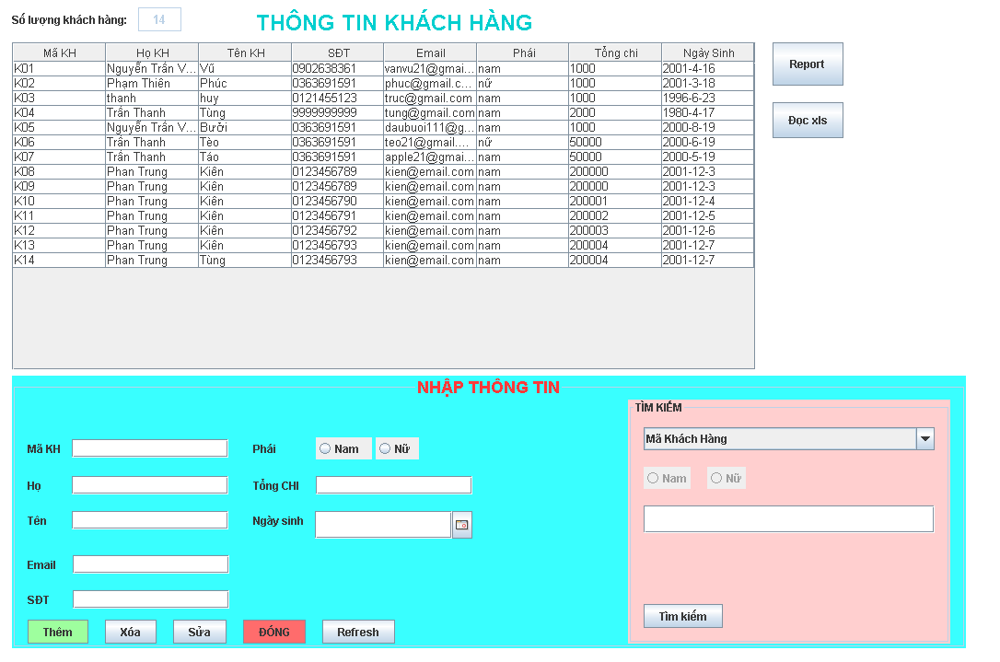 Số lượng khách hàng: 14
THÔNG TIN KHÁCH HÀNG
Mã KH Họ KH Tên KH SĐT Email Phái Tổng chi Ngày Sinh
K01 Nguyễn Trần V... Vũ 0902638361 vanvu21@gmai... nam 1000 2001-4-16
K02 Phạm Thiên Phúc 0363691591 phuc@gmail.c... nữ 1000 2001-3-18
K03 thanh huy 0121455123 truc@gmail.com nam 1000 1996-6-23
K04 Trần Thanh Tùng 9999999999 tung@gmail.com nam 2000 1980-4-17
K05 Nguyễn Trần V... Bưởi 0363691591 daubuoi111@g... nam 1000 2000-8-19
K06 Trần Thanh Tèo 0363691591 teo21@gmail.... nữ 50000 2000-6-19
K07 Trần Thanh Táo 0363691591 apple21@gmai... nam 50000 2000-5-19
K08 Phan Trung Kiên 0123456789 kien@email.com nam 200000 2001-12-3
K09 Phan Trung Kiên 0123456789 kien@email.com nam 200000 2001-12-3
K10 Phan Trung Kiên 0123456790 kien@email.com nam 200001 2001-12-4
K11 Phan Trung Kiên 0123456791 kien@email.com nam 200002 2001-12-5
K12 Phan Trung Kiên 0123456792 kien@email.com nam 200003 2001-12-6
K13 Phan Trung Kiên 0123456793 kien@email.com nam 200004 2001-12-7
K14 Phan Trung Tùng 0123456793 kien@email.com nam 200004 2001-12-7
Report
Đọc xls
NHẬP THÔNG TIN
Mã KH
Họ
Tên
Email
SĐT
Phái Nam Nữ
Tổng CHI
Ngày sinh
Thêm Xóa Sửa ĐÓNG Refresh
TÌM KIẾM
Mã Khách Hàng
Nam Nữ
Tìm kiếm